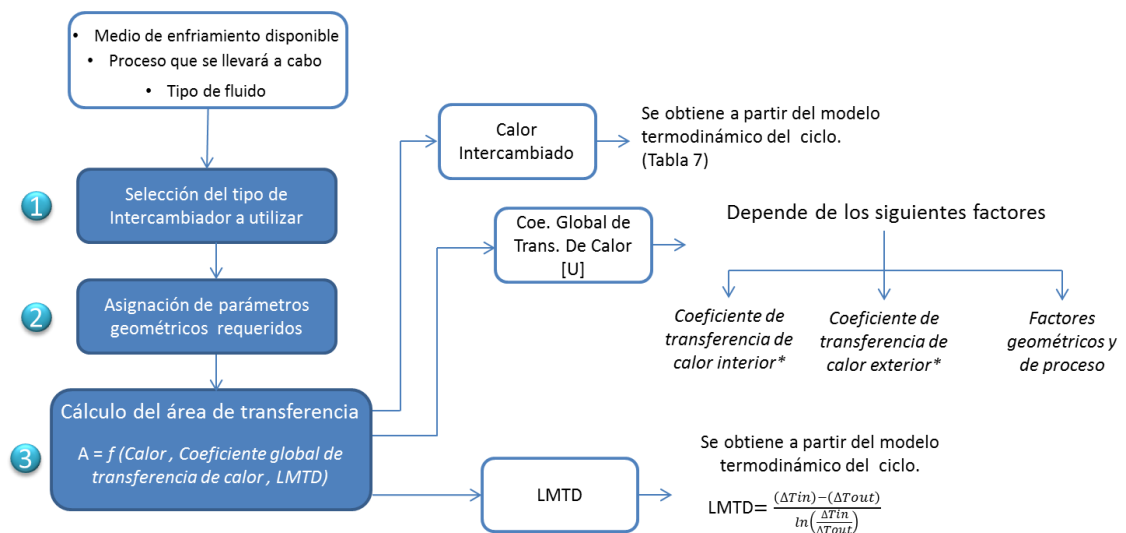 • Medio de enfriamiento disponible
• Proceso que se llevará a cabo
• Tipo de fluido
1
Selección del tipo de
Intercambiador a utilizar
2
Asignación de parámetros
geométricos requeridos
3
Cálculo del área de transferencia
A = f (Calor , Coeficiente global de
transferencia de calor , LMTD)
Calor
Intercambiado
Se obtiene a partir del modelo
termodinámico del ciclo.
(Tabla 7)
Coe. Global de
Trans. De Calor
[U]
Depende de los siguientes factores
Coeficiente de
transferencia de
calor interior*
Coeficiente de
transferencia de
calor exterior*
Factores
geométricos y
de proceso
LMTD
Se obtiene a partir del modelo
termodinámico del ciclo.
LMTD= (ΔTin)−(ΔTout) / ln(ΔTin/ΔTout)